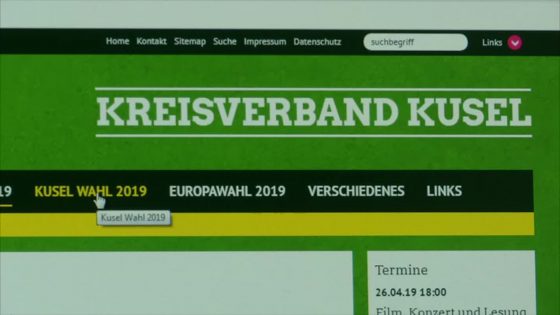 Home Kontakt Sitemap Suche Impressum Datenschutz suchbegriff Links
KREISVERBAND KUSEL
19 KUSEL WAHL 2019 EUROPAWAHL 2019 VERSCHIEDENES LINKS
Kusel Wahl 2019
Termine
26.04.19 18:00
Film, Konzert und Lesung